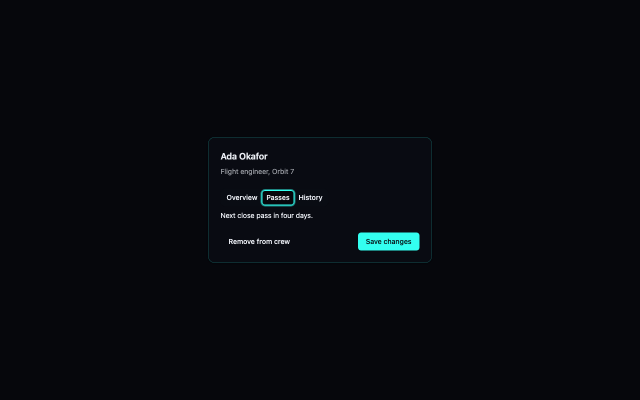 Ada Okafor
Flight engineer, Orbit 7
Overview Passes History
Next close pass in four days.
Remove from crew Save changes